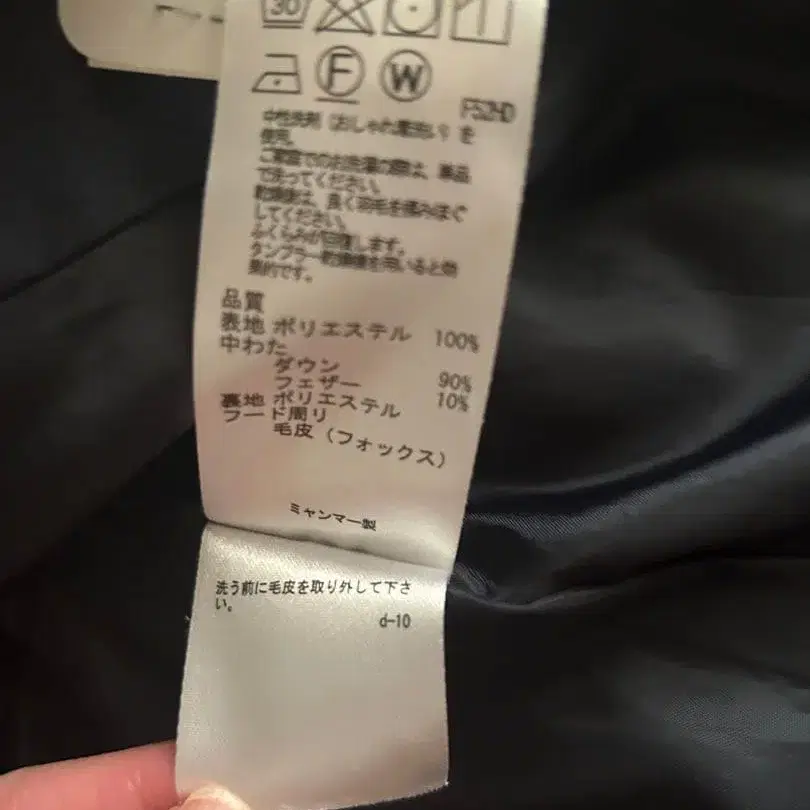 30
F W
F5ZHD
中性洗剤（おしゃれ着洗い）を
使用。
ご家庭でのお洗濯の際は、単品
で洗ってください。
乾燥後は、良く羽毛を揉みほぐ
してください。
ふくらみが回復します。
タンブラー乾燥機を用いると効
果的です。
品質
表地 ポリエステル 100%
中わた
ダウン 90%
フェザー 10%
裏地 ポリエステル
フード周り
毛皮（フォックス）
ミャンマー製
洗う前に毛皮を取り外して下さ
い。
d-10